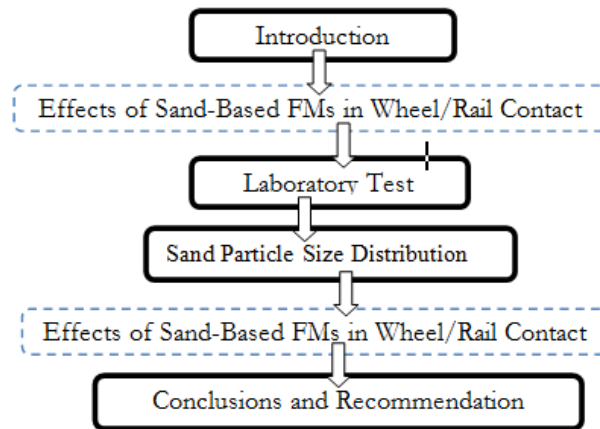 Introduction
Effects of Sand-Based FMs in Wheel/Rail Contact
Laboratory Test
Sand Particle Size Distribution
Effects of Sand-Based FMs in Wheel/Rail Contact
Conclusions and Recommendation